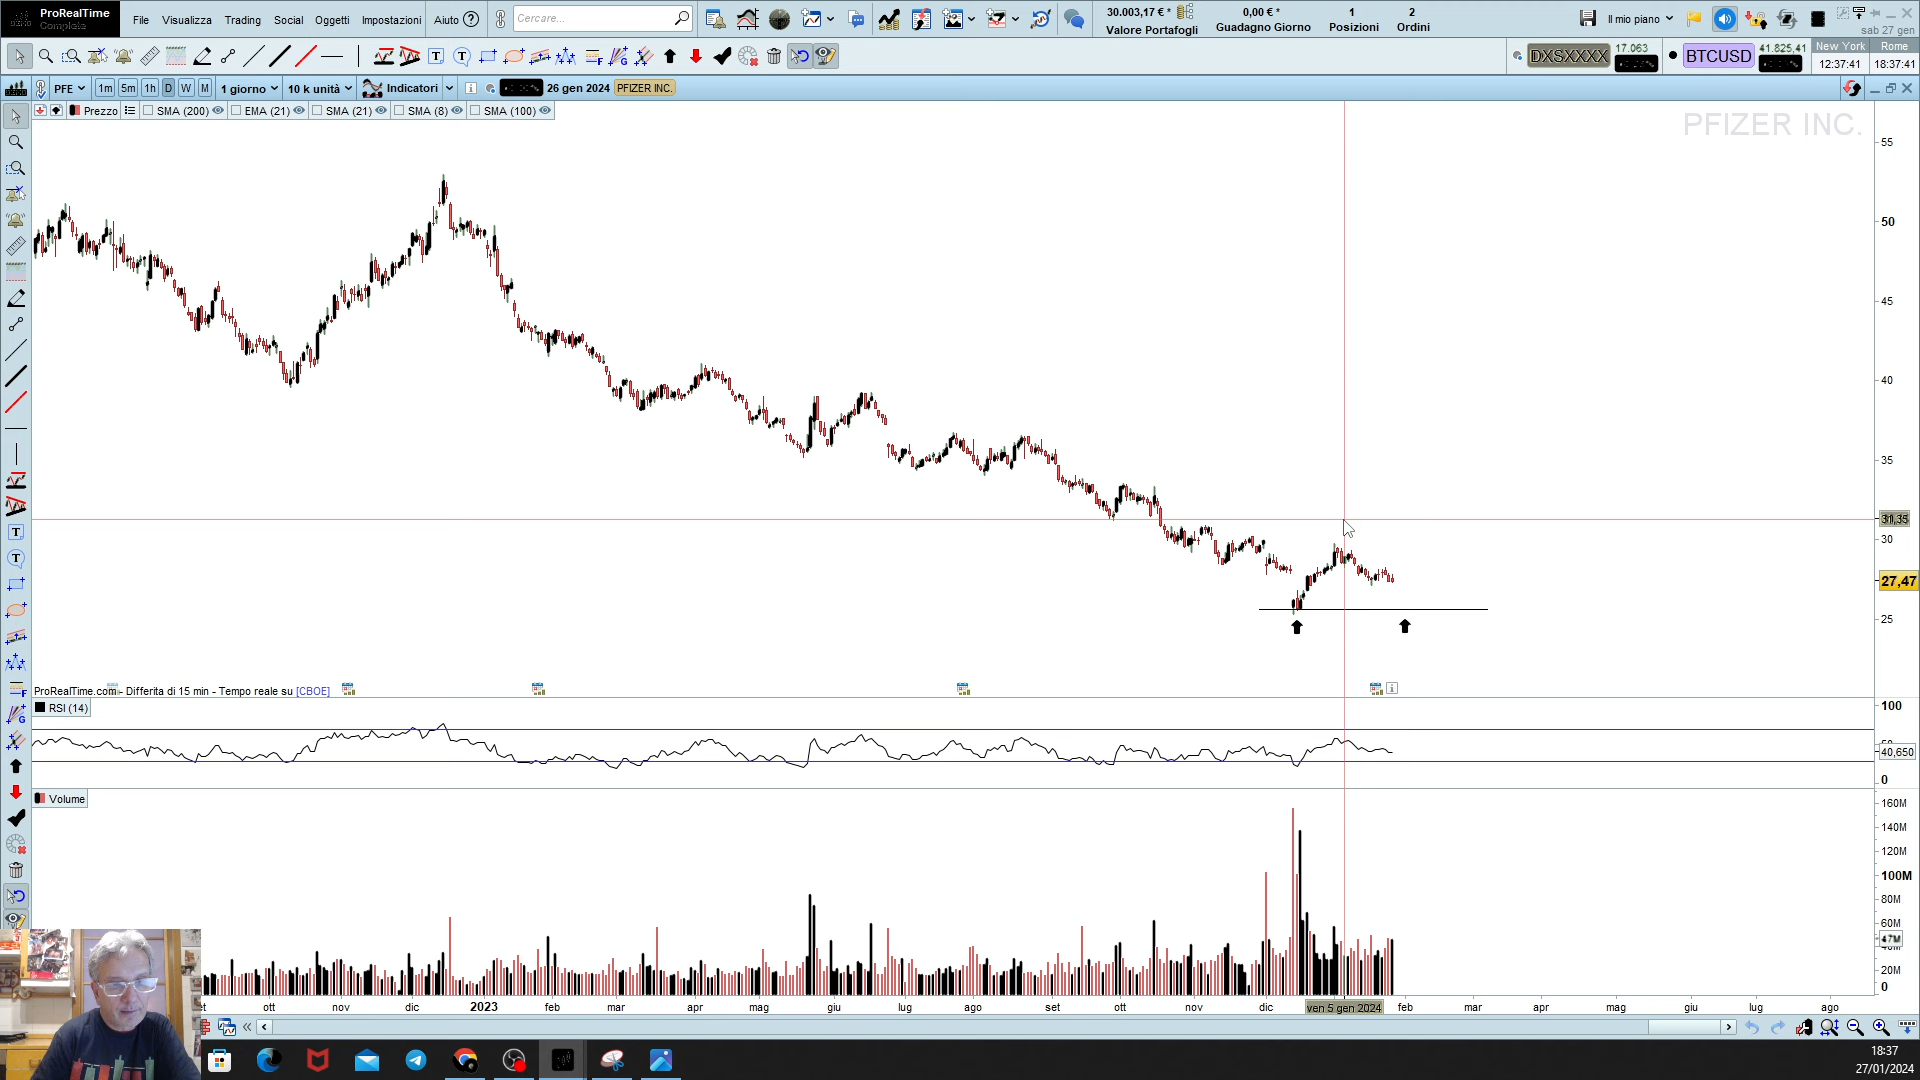 ProRealTime
Complete
File Visualizza Trading Social Oggetti Impostazioni Aiuto
Cercare...
30.003,17 € *
Valore Portafogli
0,00 € *
Guadagno Giorno
1
Posizioni
2
Ordini
Il mio piano
sab 27 gen
DXSXXXX 17.063
BTCUSD 41.825,41
New York
12:37:41
Rome
18:37:41
PFE 1m 5m 1h D W M 1 giorno 10 k unità Indicatori 26 gen 2024 PFIZER INC.
Prezzo SMA (200) EMA (21) SMA (21) SMA (8) SMA (100)
PFIZER INC.
55
50
45
40
35
31,35
30
27,47
25
ProRealTime.com - Differita di 15 min - Tempo reale su [CBOE]
RSI (14)
100
40,650
0
Volume
160M
140M
120M
100M
80M
60M
47M
20M
0
ott nov dic 2023 feb mar apr mag giu lug ago set ott nov dic ven 5 gen 2024 feb mar apr mag giu lug ago
18:37
27/01/2024